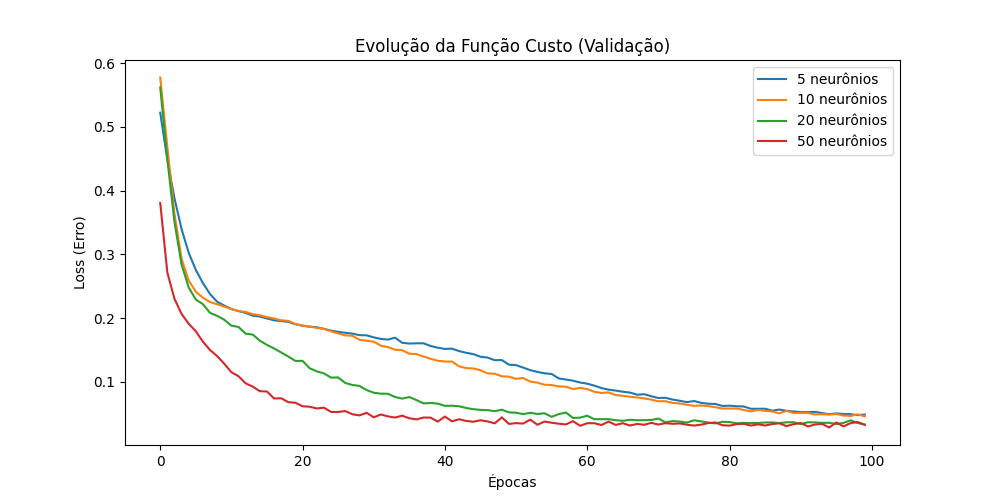 Evolução da Função Custo (Validação)
Loss (Erro)
0.6
0.5
0.4
0.3
0.2
0.1
5 neurônios
10 neurônios
20 neurônios
50 neurônios
0 20 40 60 80 100
Épocas